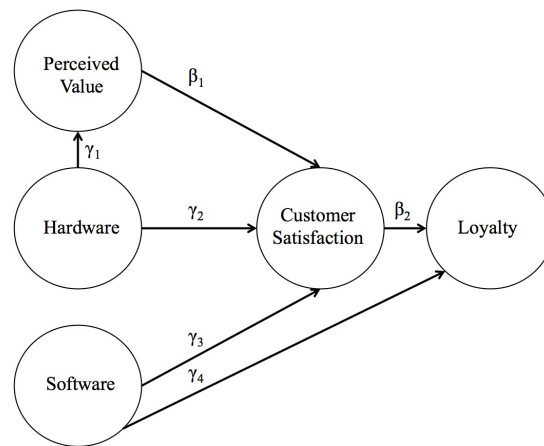 Perceived
Value
β1
γ1
Hardware
γ2
Customer
Satisfaction
β2
Loyalty
γ3
Software
γ4